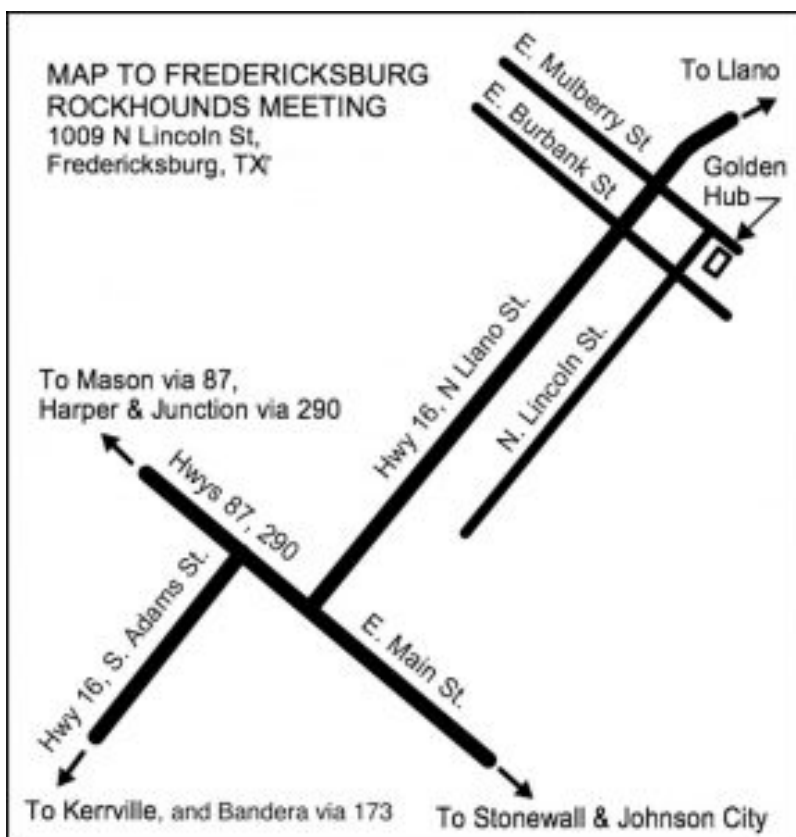 MAP TO FREDERICKSBURG
ROCKHOUNDS MEETING
1009 N Lincoln St,
Fredericksburg, TX
E. Mulberry St
To Llano
E. Burbank St
Golden
Hub
Hwy 16, N Llano St.
N. Lincoln St.
To Mason via 87,
Harper & Junction via 290
Hwys 87, 290
Hwy 16, S. Adams St.
E. Main St.
To Kerrville, and Bandera via 173
To Stonewall & Johnson City